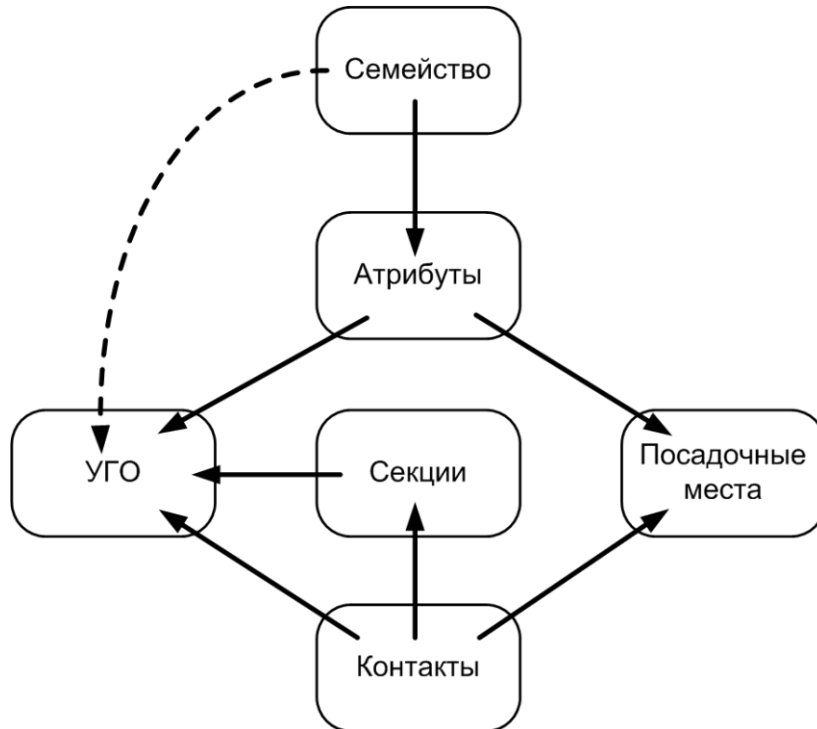 Семейство
Атрибуты
УГО
Секции
Посадочные
места
Контакты